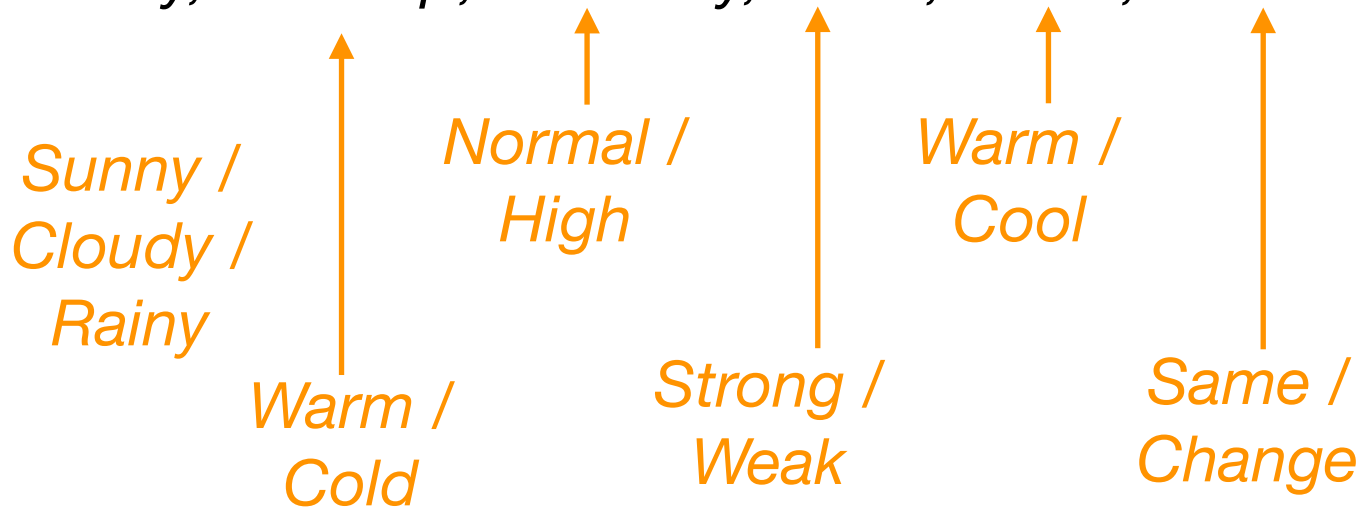 Normal /
High
Warm /
Cool
Sunny /
Cloudy /
Rainy
Warm /
Cold
Strong /
Weak
Same /
Change